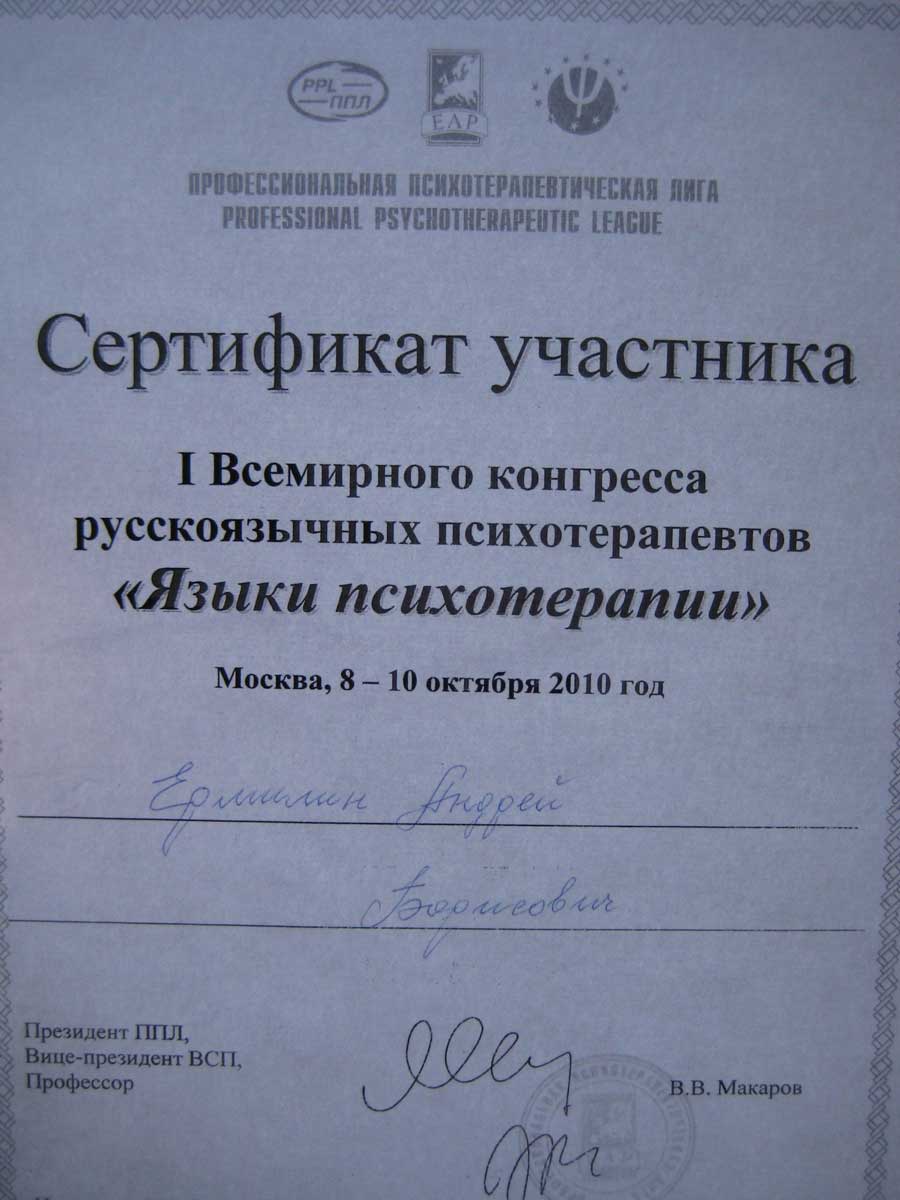 PPL
ППЛ
EAP
ПРОФЕССИОНАЛЬНАЯ ПСИХОТЕРАПЕВТИЧЕСКАЯ ЛИГА
PROFESSIONAL PSYCHOTHERAPEUTIC LEAGUE
Сертификат участника
I Всемирного конгресса
русскоязычных психотерапевтов
«Языки психотерапии»
Москва, 8 – 10 октября 2010 год
Ермилин Андрей
Борисович
Президент ППЛ,
Вице-президент ВСП,
Профессор
В.В. Макаров